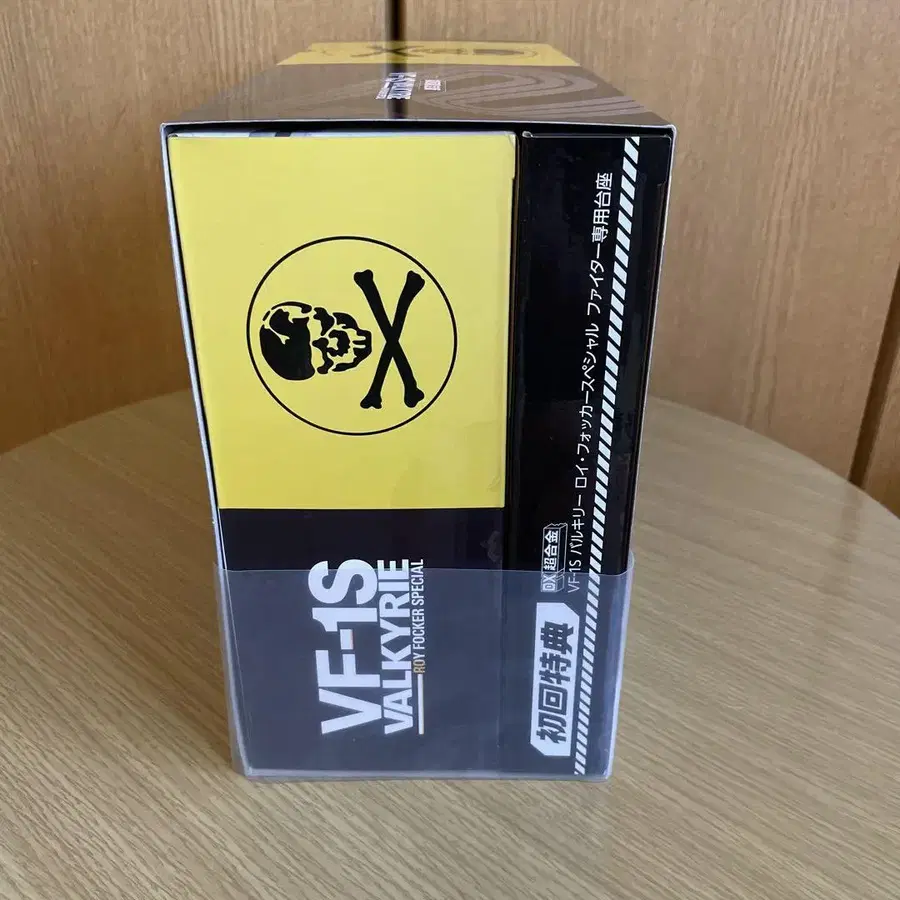 VF-1S
VALKYRIE
ROY FOCKER SPECIAL
初回特典
DX 超合金
VF-1S バルキリー ロイ・フォッカースペシャル ファイター専用台座